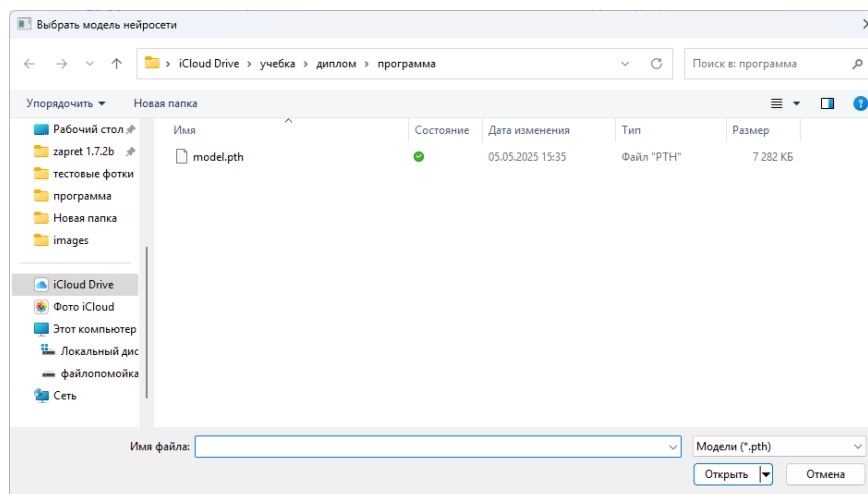 Выбрать модель нейросети
iCloud Drive > учебка > диплом > программа
Поиск в: программа
Упорядочить
Новая папка
Рабочий стол
zapret 1.7.2b
тестовые фотки
программа
Новая папка
images
iCloud Drive
Фото iCloud
Этот компьютер
Локальный дис
файлопомойка
Сеть
Имя Состояние Дата изменения Тип Размер
model.pth 05.05.2025 15:35 Файл "PTH" 7 282 КБ
Имя файла:
Модели (*.pth)
Открыть Отмена